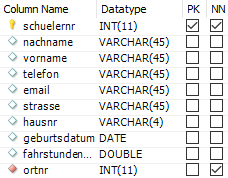 Column Name Datatype PK NN
schuelernr INT(11)
nachname VARCHAR(45)
vorname VARCHAR(45)
telefon VARCHAR(45)
email VARCHAR(45)
strasse VARCHAR(45)
hausnr VARCHAR(4)
geburtsdatum DATE
fahrstunden... DOUBLE
ortnr INT(11)